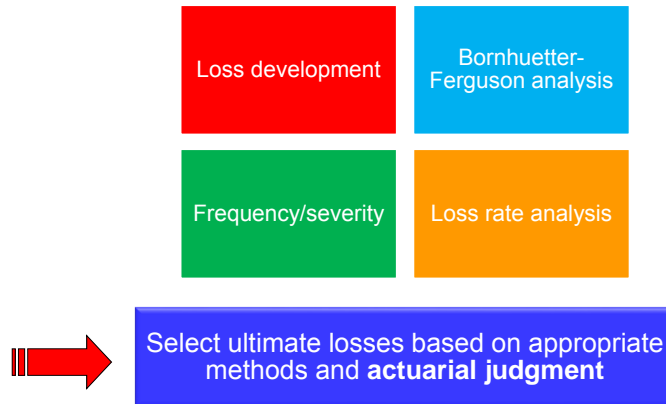 Loss development
Bornhuetter-
Ferguson analysis
Frequency/severity
Loss rate analysis
Select ultimate losses based on appropriate
methods and actuarial judgment